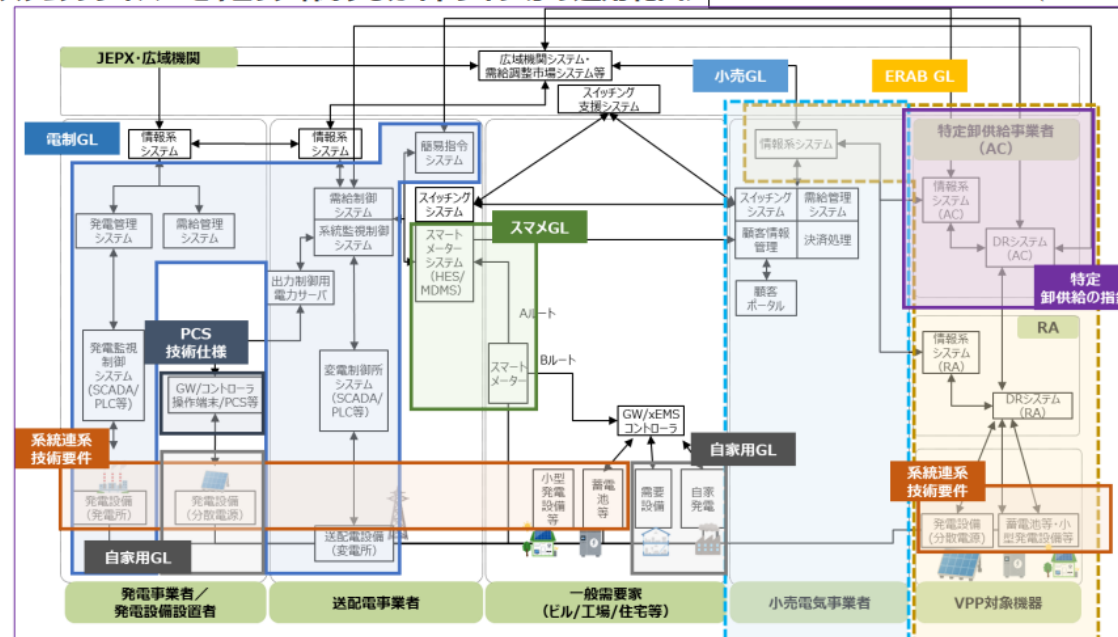 JEPX・広域機関
広域機関システム・
需給調整市場システム等
小売GL
ERAB GL
スイッチング
支援システム
電制GL
情報系
システム
情報系
システム
簡易指令
システム
情報系システム
特定卸供給事業者
(AC)
発電管理
システム
需給管理
システム
需給制御
システム
系統監視制御
システム
スイッチング
システム
スマメGL
スマート
メーター
システム
(HES/
MDMS)
スイッチング
システム
需給管理
システム
顧客情報
管理
決済処理
情報系
システム
(AC)
DRシステム
(AC)
出力制御用
電力サーバ
顧客
ポータル
特定
卸供給の指
PCS
技術仕様
Aルート
RA
発電監視
制御
システム
(SCADA/
PLC等)
GW/コントローラ
操作端末/PCS等
変電制御所
システム
(SCADA/
PLC等)
スマート
メーター
Bルート
情報系
システム
(RA)
DRシステム
(RA)
GW/xEMS
コントローラ
自家用GL
系統連系
技術要件
系統連系
技術要件
発電設備
(発電所)
発電設備
(分散電源)
小型
発電
設備
等
蓄電
池
等
需要
設備
自家
発電
発電設備
(分散電源)
蓄電池等・小
型発電設備等
自家用GL
送配電設備
(変電所)
発電事業者/
発電設備設置者
送配電事業者
一般需要家
(ビル/工場/住宅等)
小売電気事業者
VPP対象機器